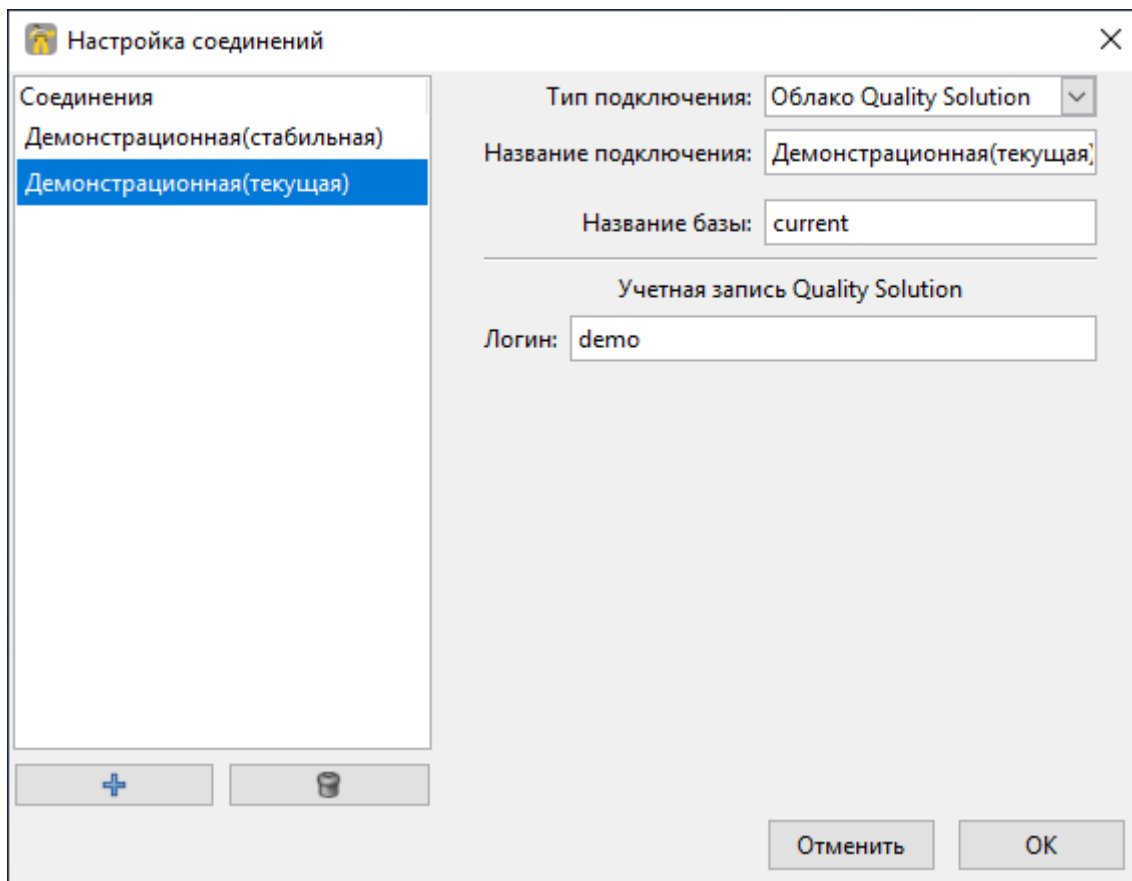 Настройка соединений
Соединения
Демонстрационная(стабильная)
Демонстрационная(текущая)
Тип подключения: Облако Quality Solution
Название подключения: Демонстрационная(текущая)
Название базы: current
Учетная запись Quality Solution
Логин: demo
Отменить OK